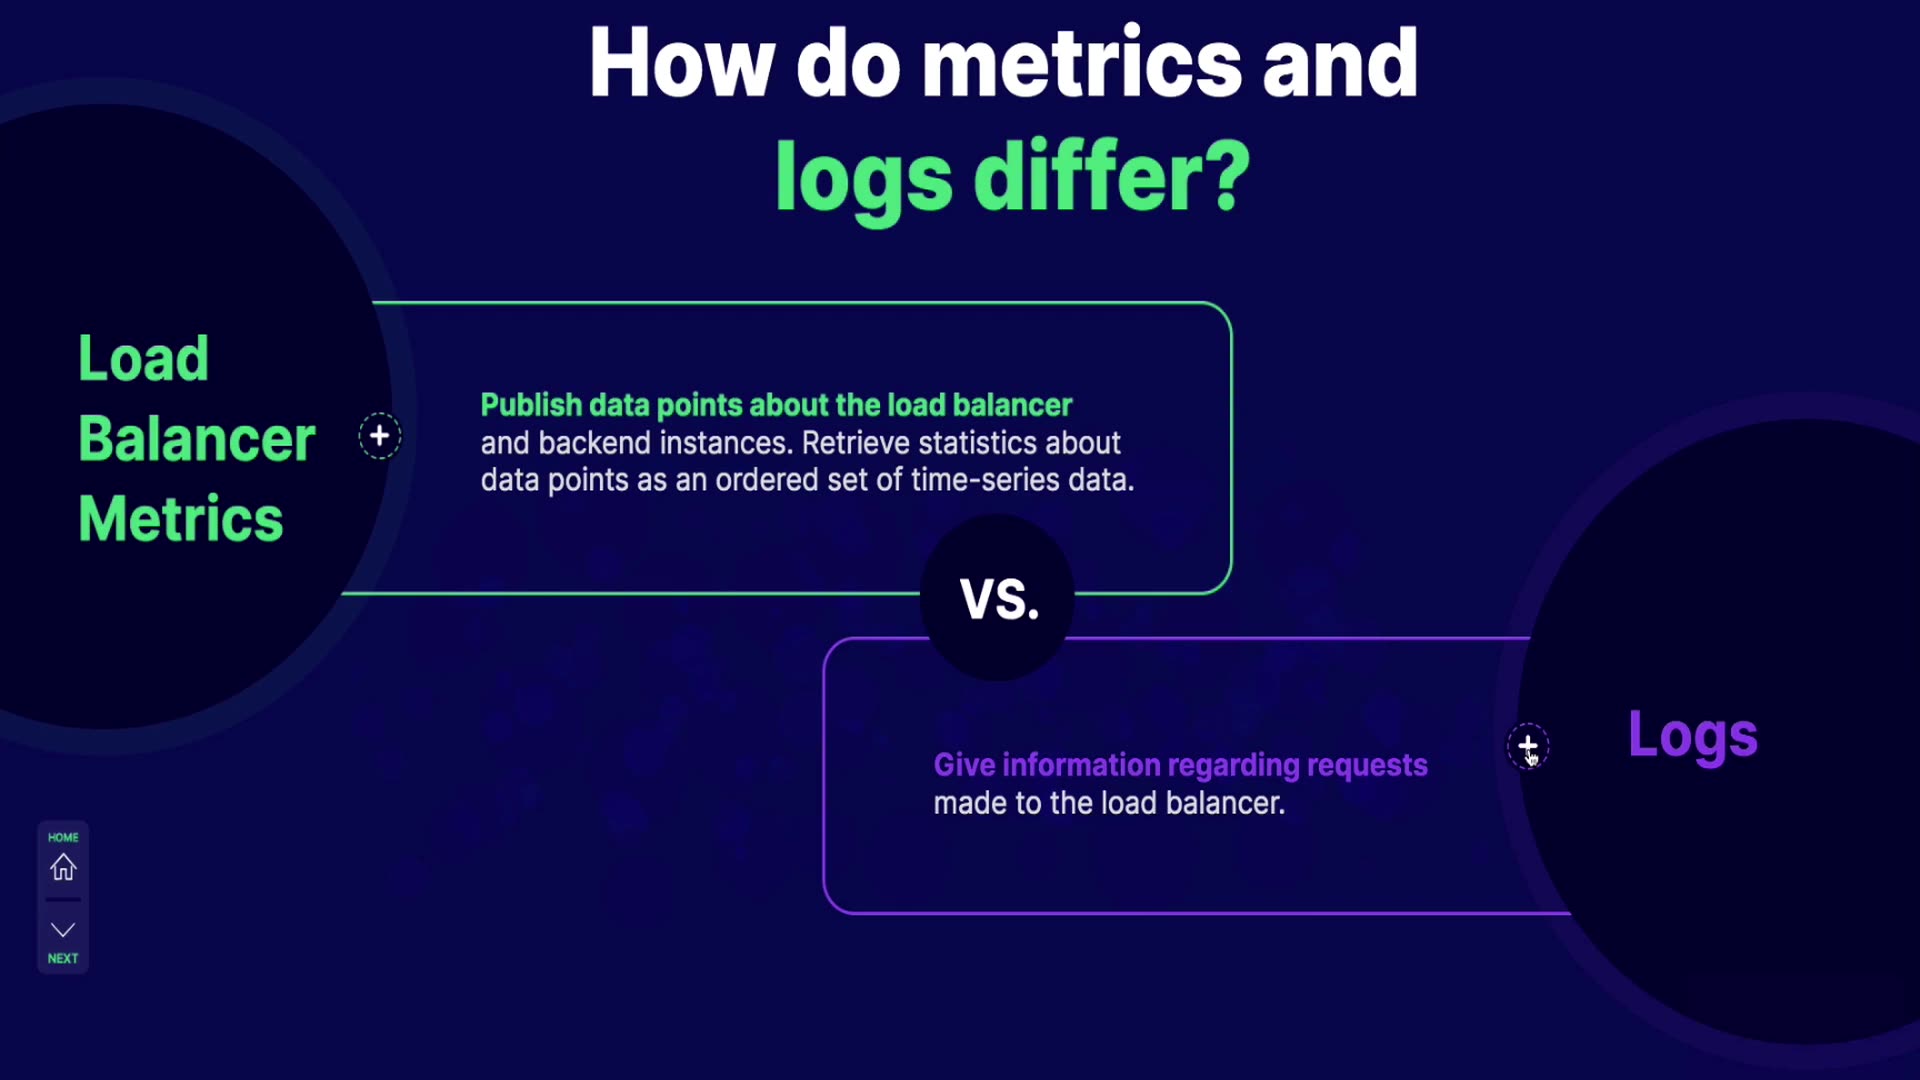 How do metrics and
logs differ?
Load
Balancer
Metrics
Publish data points about the load balancer
and backend instances. Retrieve statistics about
data points as an ordered set of time-series data.
VS.
Give information regarding requests
made to the load balancer.
Logs
HOME
NEXT